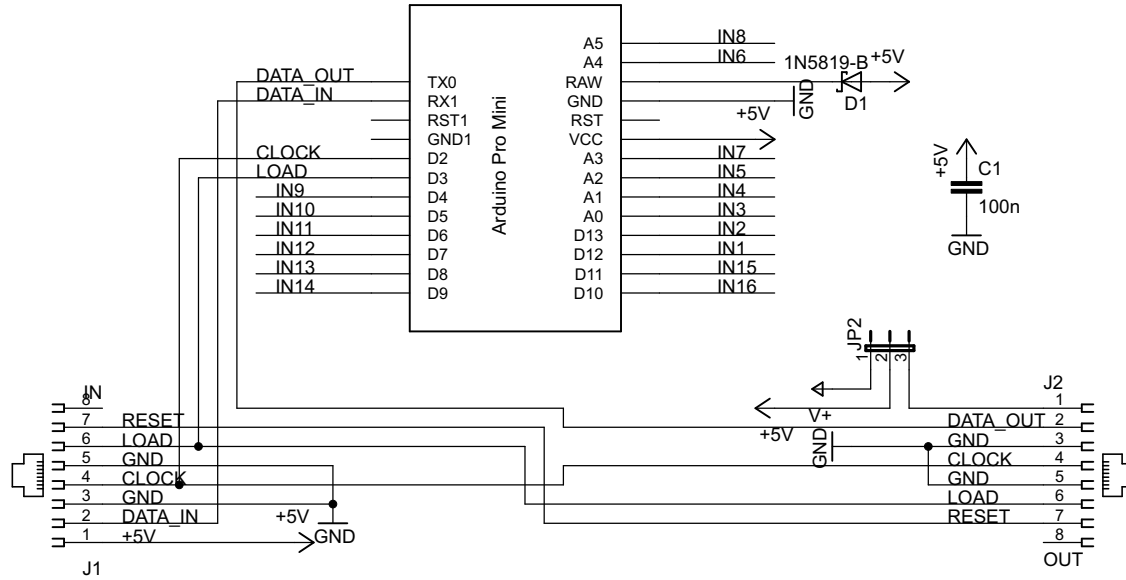 A5 IN8
A4 IN6
1N5819-B +5V
DATA_OUT TX0 RAW
D1
DATA_IN RX1 GND GND
RST1 RST
+5V
GND1 VCC
CLOCK D2 A3 IN7
LOAD D3 A2 IN5
IN9 D4 A1 IN4
IN10 D5 A0 IN3
IN11 D6 D13 IN2
IN12 D7 D12 IN1
IN13 D8 D11 IN15
IN14 D9 D10 IN16
Arduino Pro Mini
+5V C1
100n
GND
JP2
1 2 3
V+
+5V
GND
IN
8
7 RESET
6 LOAD
5 GND
4 CLOCK
3 GND
2 DATA_IN
1 +5V
J1
+5V
GND
J2
1
DATA_OUT 2
GND 3
CLOCK 4
GND 5
LOAD 6
RESET 7
8
OUT